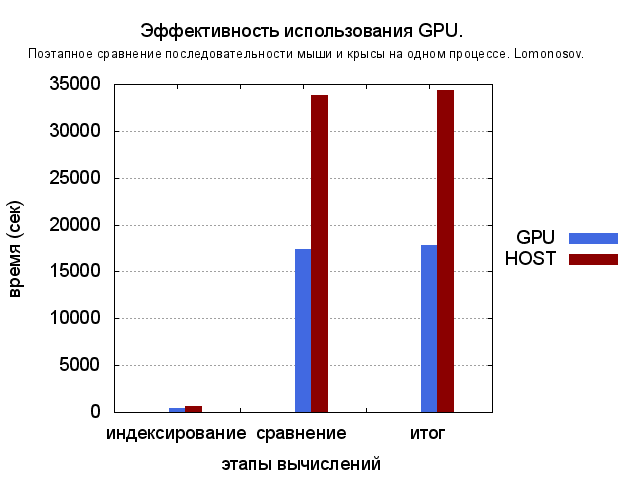 Эффективность использования GPU.
Поэтапное сравнение последовательности мыши и крысы на одном процессе. Lomonosov.
35000
30000
25000
20000
15000
10000
5000
0
время (сек)
GPU
HOST
индексирование сравнение итог
этапы вычислений